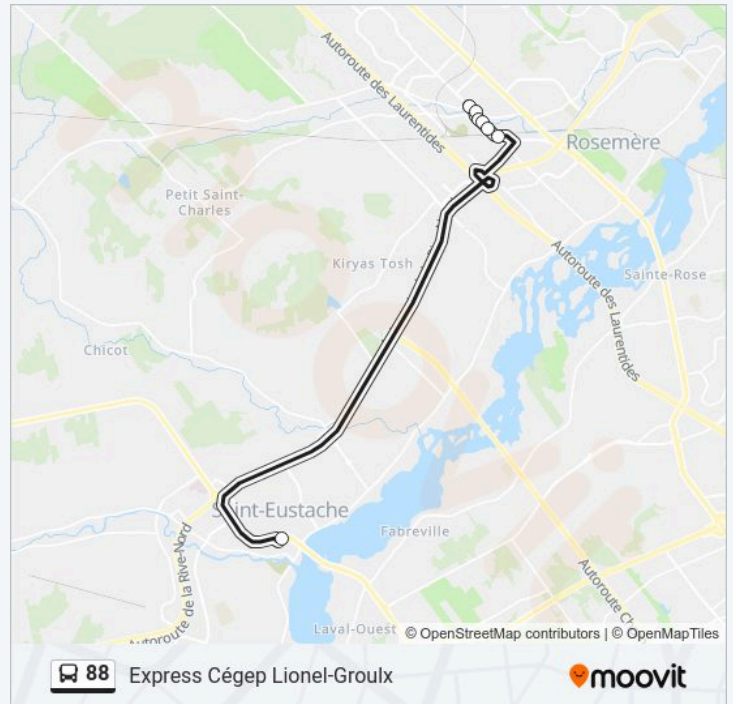 Autoroute des Laurentides
Rosemère
Petit Saint-
Charles
Kiryas Tosh
Autoroute des Laurentides
Sainte-Rose
Chicot
Saint-Eustache
Fabreville
Autoroute de la Rive-Nord
Autoroute Ch
Laval-Ouest
© OpenStreetMap contributors | © OpenMapTiles
88 Express Cégep Lionel-Groulx
moovit